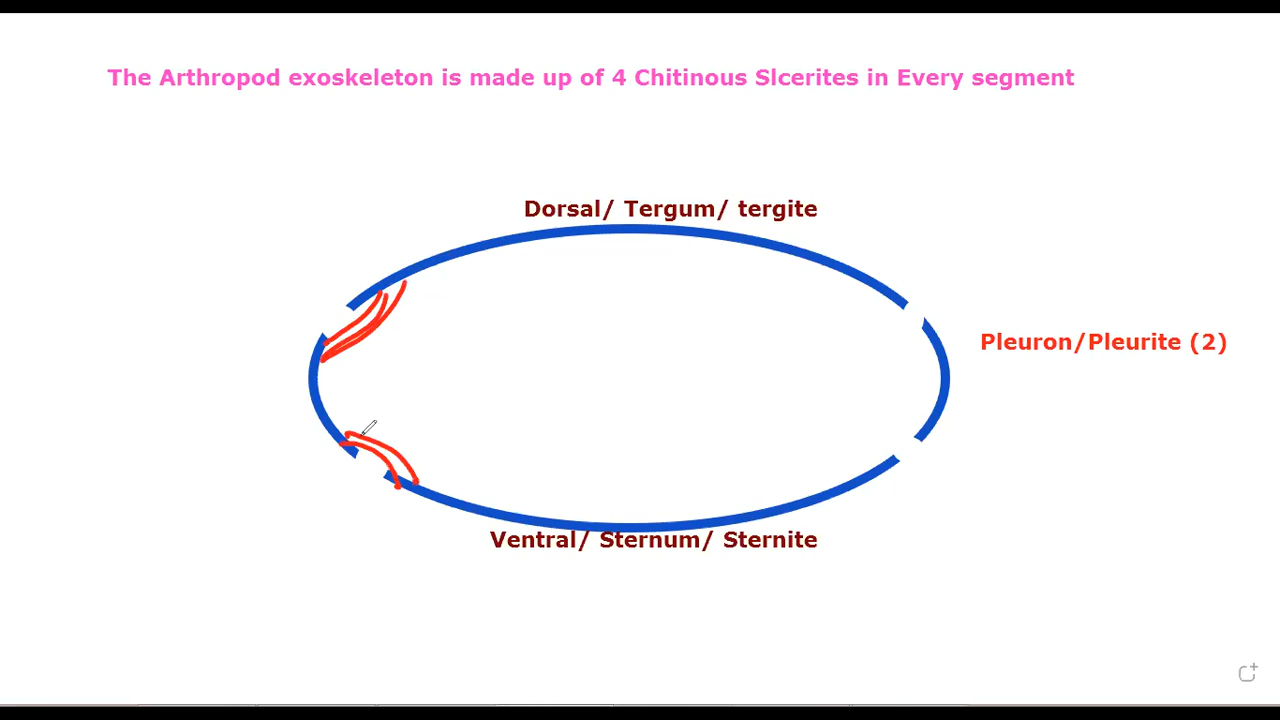 The Arthropod exoskeleton is made up of 4 Chitinous Slcerites in Every segment
Dorsal/ Tergum/ tergite
Pleuron/Pleurite (2)
Ventral/ Sternum/ Sternite